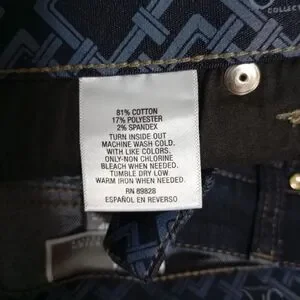 COLLECT
81% COTTON
17% POLYESTER
2% SPANDEX
TURN INSIDE OUT
MACHINE WASH COLD.
WITH LIKE COLORS.
ONLY-NON CHLORINE
BLEACH WHEN NEEDED.
TUMBLE DRY LOW
WARM IRON WHEN NEEDED.
RN 89828
ESPAÑOL EN REVERSO